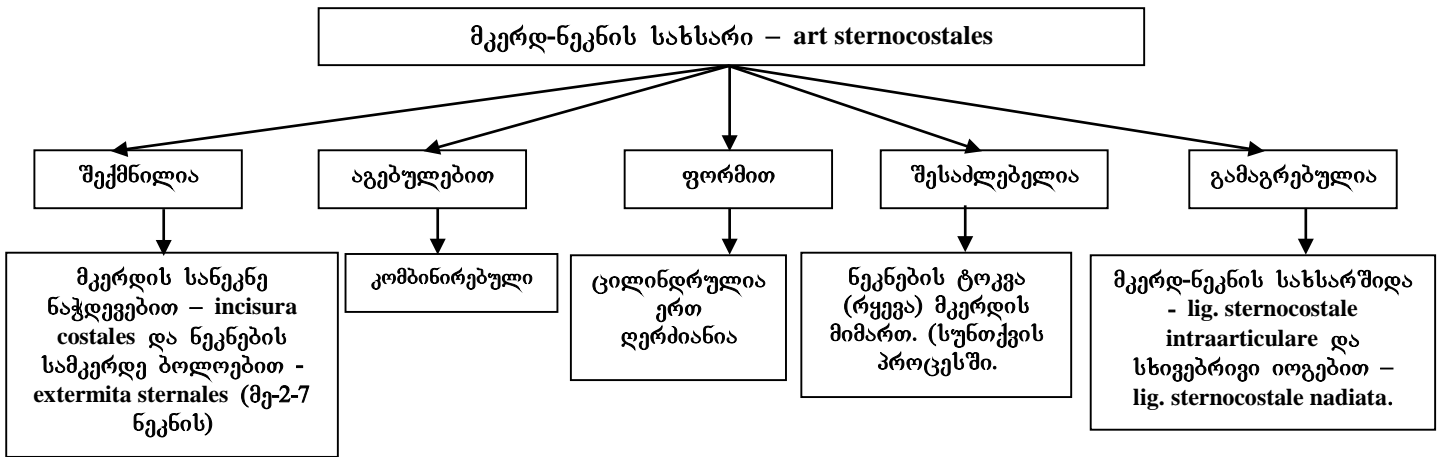 მკერდ-ნეკნის სახსარი – art sternocostales
შექმნილია
აგებულებით
ფორმით
შესაძლებელია
გამაგრებულია
მკერდის სანეკნე
ნაჭდევებით – incisura
costales და ნეკნების
სამკერდე ბოლოებით -
extermita sternales (მე-2-7
ნეკნის)
კომბინირებული
ცილინდრულია
ერთ
ღერძიანია
ნეკნების ტოკვა
(რყევა) მკერდის
მიმართ. (სუნთქვის
პროცესში.
მკერდ-ნეკნის სახსარშიდა
- lig. sternocostale
intraarticulare და
სხივებრივი იოგებით –
lig. sternocostale nadiata.